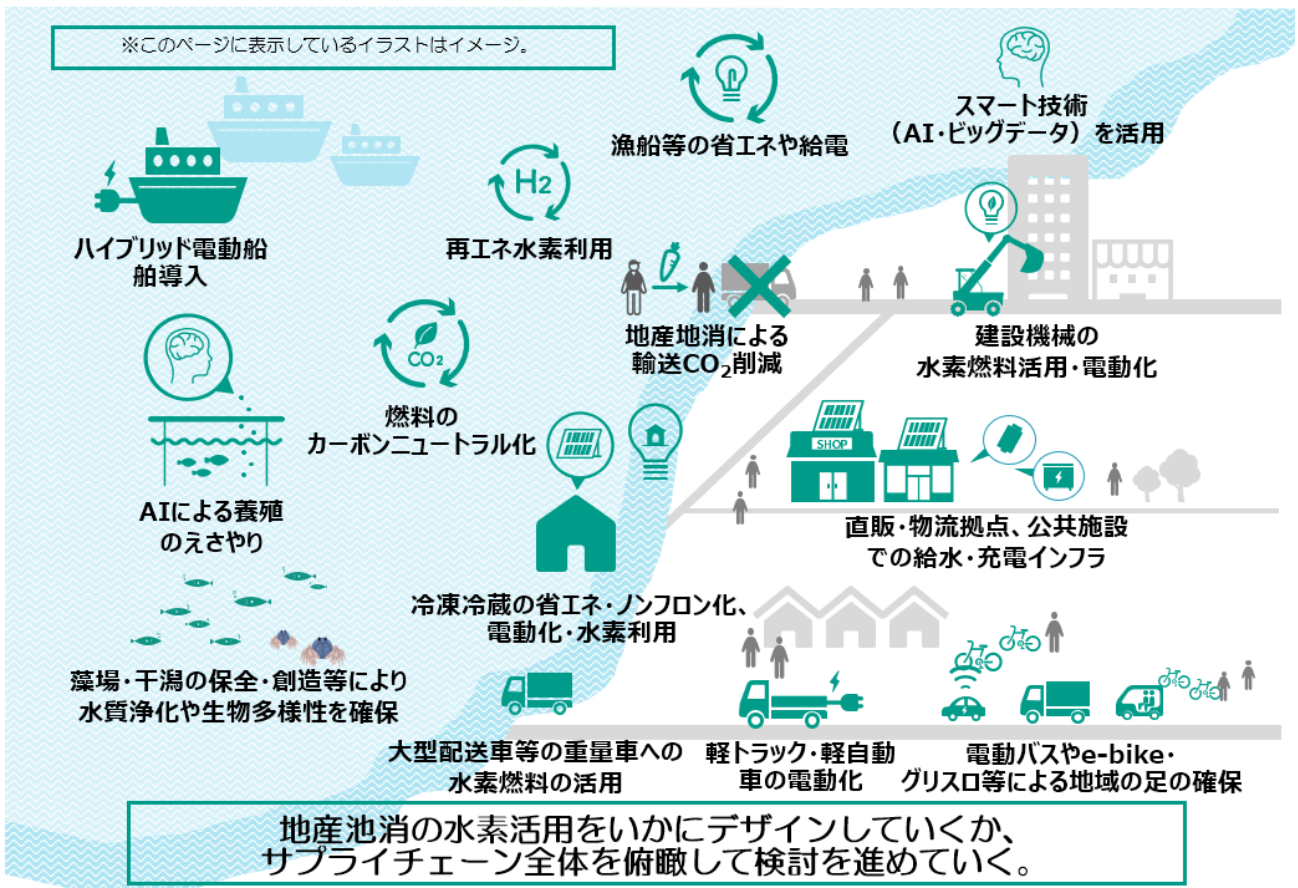 ※このページに表示しているイラストはイメージ。
スマート技術
（AI・ビッグデータ）を活用
漁船等の省エネや給電
H2
ハイブリッド電動船
舶導入
再エネ水素利用
地産地消による
輸送CO₂削減
建設機械の
水素燃料活用・電動化
CO2
燃料の
カーボンニュートラル化
SHOP
AIによる養殖
のえさやり
直販・物流拠点、公共施設
での給水・充電インフラ
冷凍冷蔵の省エネ・ノンフロン化、
電動化・水素利用
藻場・干潟の保全・創造等により
水質浄化や生物多様性を確保
大型配送車等の重量車への
水素燃料の活用
軽トラック・軽自動
車の電動化
電動バスやe-bike・
グリスロ等による地域の足の確保
地産池消の水素活用をいかにデザインしていくか、
サプライチェーン全体を俯瞰して検討を進めていく。